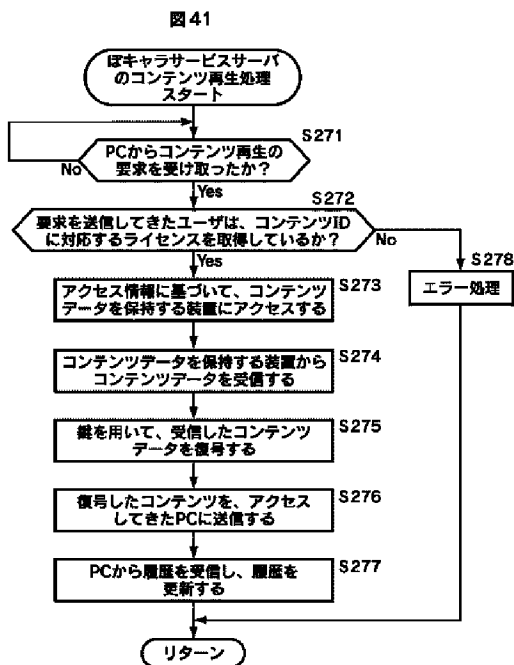 図41
ぽキャラサービスサーバ
のコンテンツ再生処理
スタート
S271
PCからコンテンツ再生の
要求を受け取ったか？
No
Yes
S272
要求を送信してきたユーザは、コンテンツID
に対応するライセンスを取得しているか？
No
Yes
S278
エラー処理
S273
アクセス情報に基づいて、コンテンツ
データを保持する装置にアクセスする
S274
コンテンツデータを保持する装置から
コンテンツデータを受信する
S275
鍵を用いて、受信したコンテンツ
データを復号する
S276
復号したコンテンツを、アクセス
してきたPCに送信する
S277
PCから履歴を受信し、履歴を
更新する
リターン